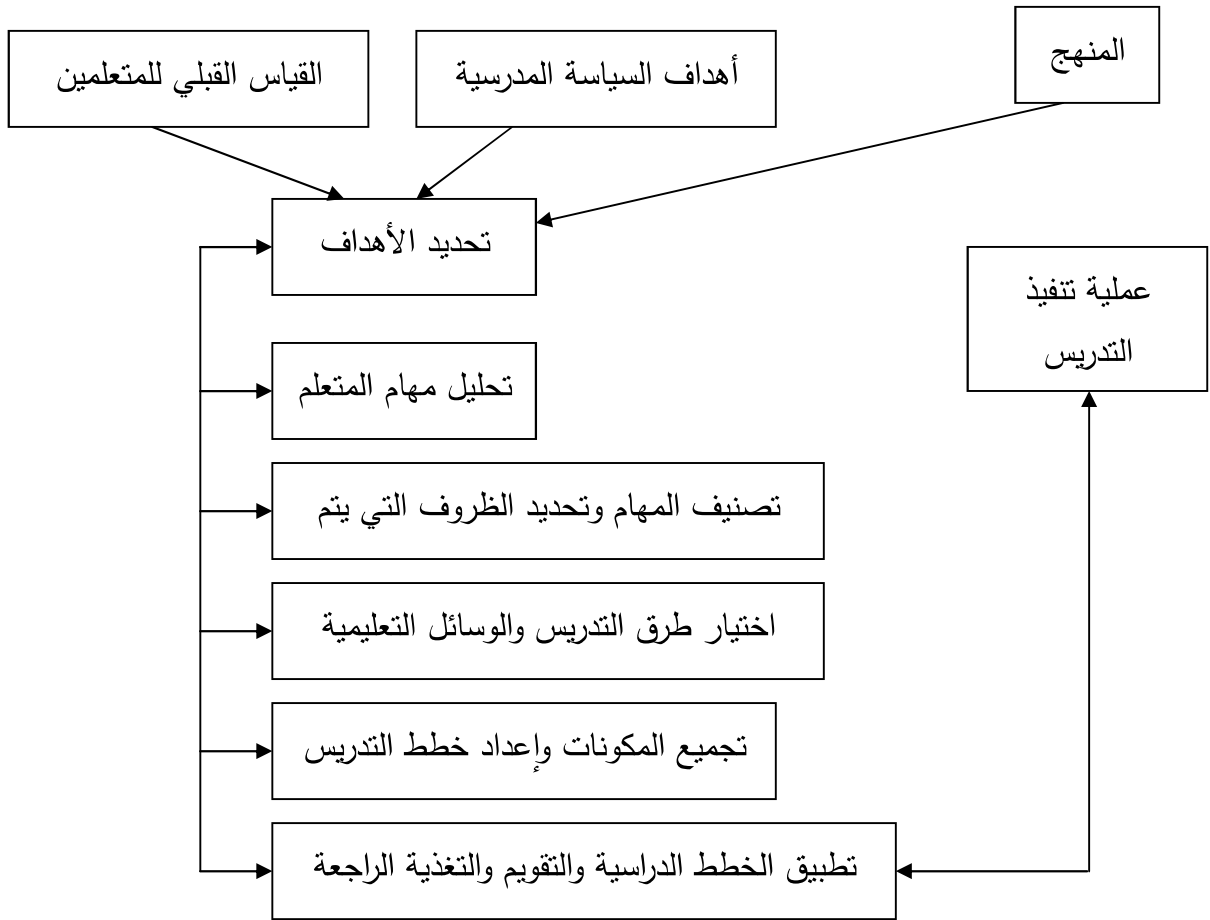 المنهج
أهداف السياسة المدرسية
القياس القبلي للمتعلمين
تحديد الأهداف
عملية تنفيذ
التدريس
تحليل مهام المتعلم
تصنيف المهام وتحديد الظروف التي يتم
اختيار طرق التدريس والوسائل التعليمية
تجميع المكونات وإعداد خطط التدريس
تطبيق الخطط الدراسية والتقويم والتغذية الراجعة